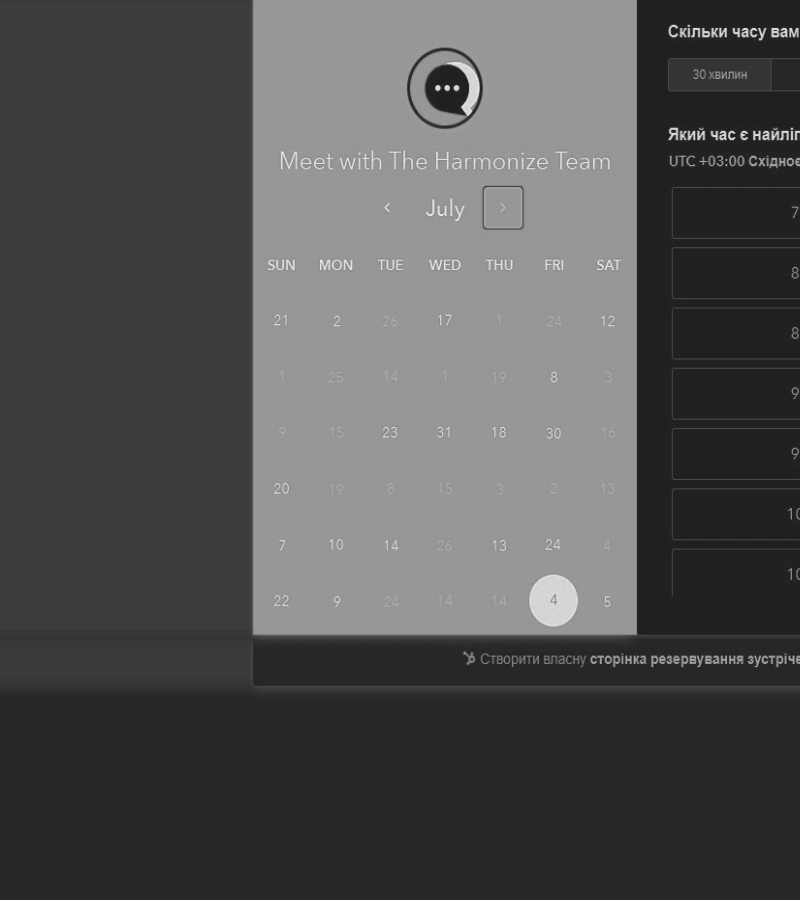 Meet with The Harmonize Team
July
SUN MON TUE WED THU FRI SAT
21 2 26 17 1 24 12
1 25 14 1 19 8 3
9 15 23 31 18 30 16
20 19 8 15 3 2 13
7 10 14 26 13 24 4
22 9 24 14 14 4 5
Скільки часу вам
30 хвилин
Який час є найліп
UTC +03:00 Східноє
7
8
8
9
9
10
10
Створити власну сторінка резервування зустріче